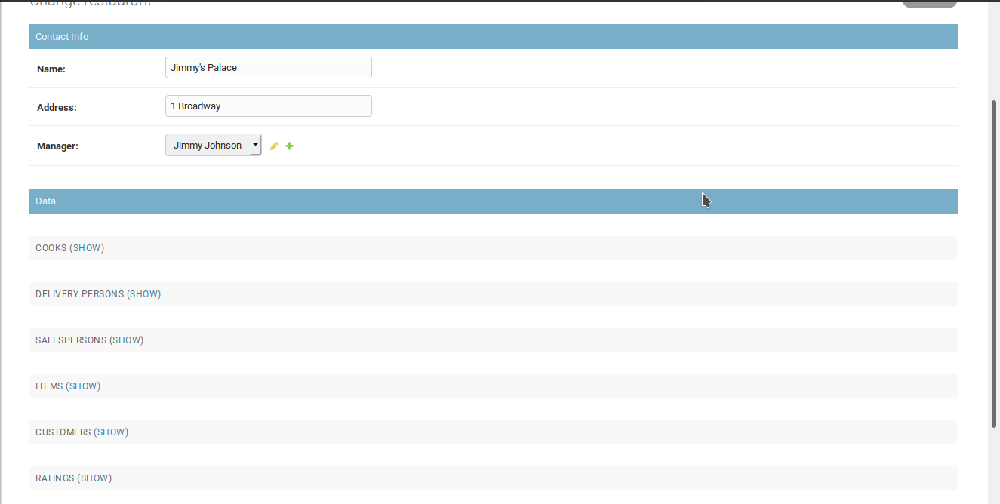 Change restaurant
Contact Info
Name: Jimmy's Palace
Address: 1 Broadway
Manager: Jimmy Johnson
Data
COOKS (SHOW)
DELIVERY PERSONS (SHOW)
SALESPERSONS (SHOW)
ITEMS (SHOW)
CUSTOMERS (SHOW)
RATINGS (SHOW)